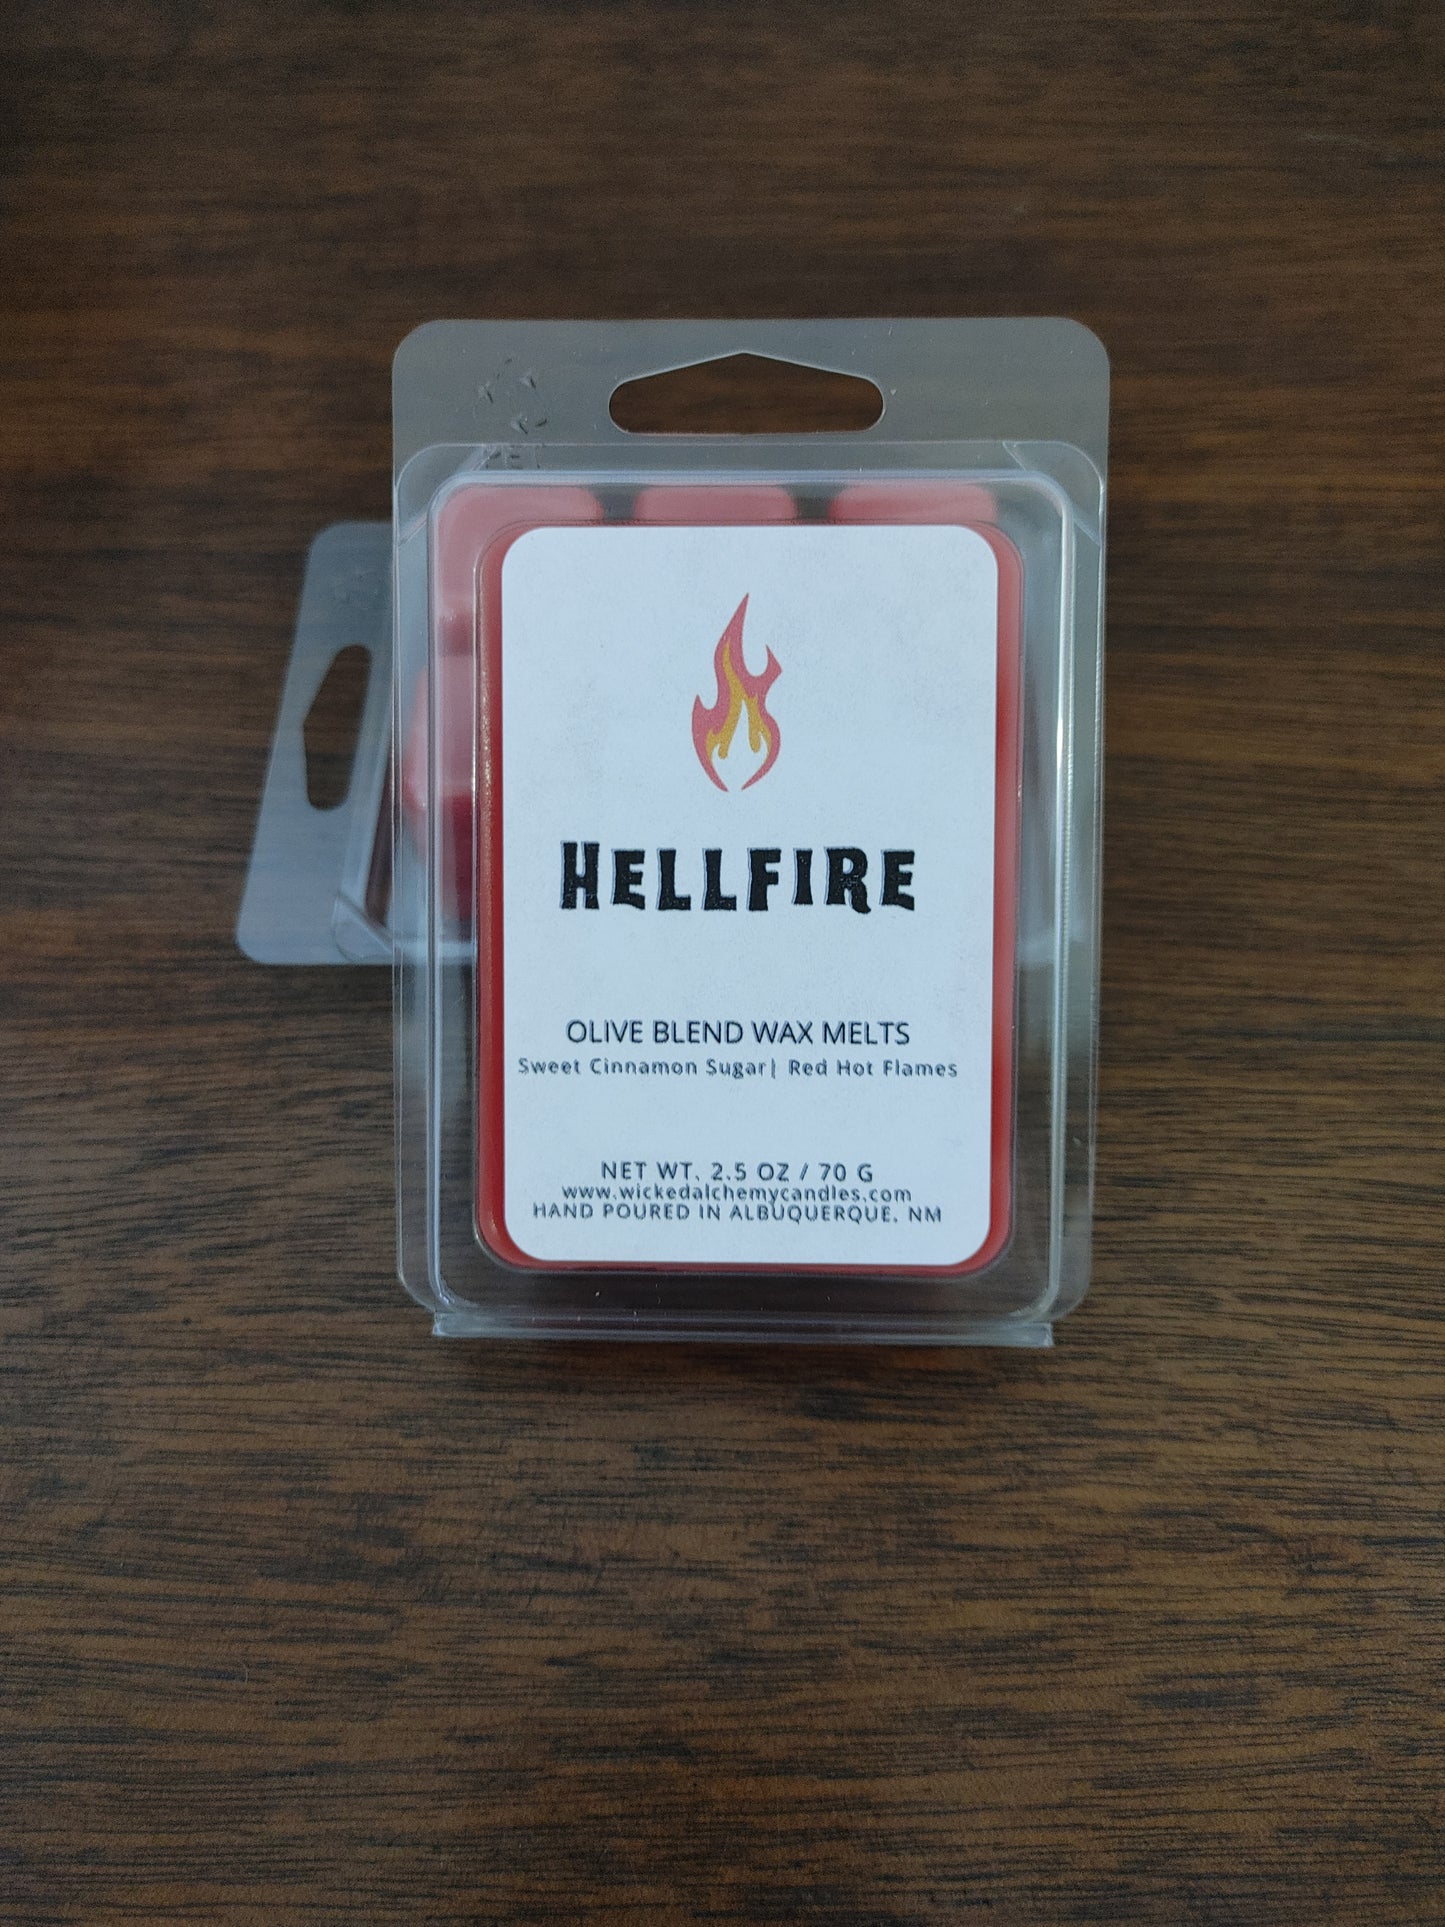 HELLFIRE
OLIVE BLEND WAX MELTS
Sweet Cinnamon Sugar| Red Hot Flames
NET WT. 2.5 OZ / 70 G
www.wickedalchemycandles.com
HAND POURED IN ALBUQUERQUE, NM